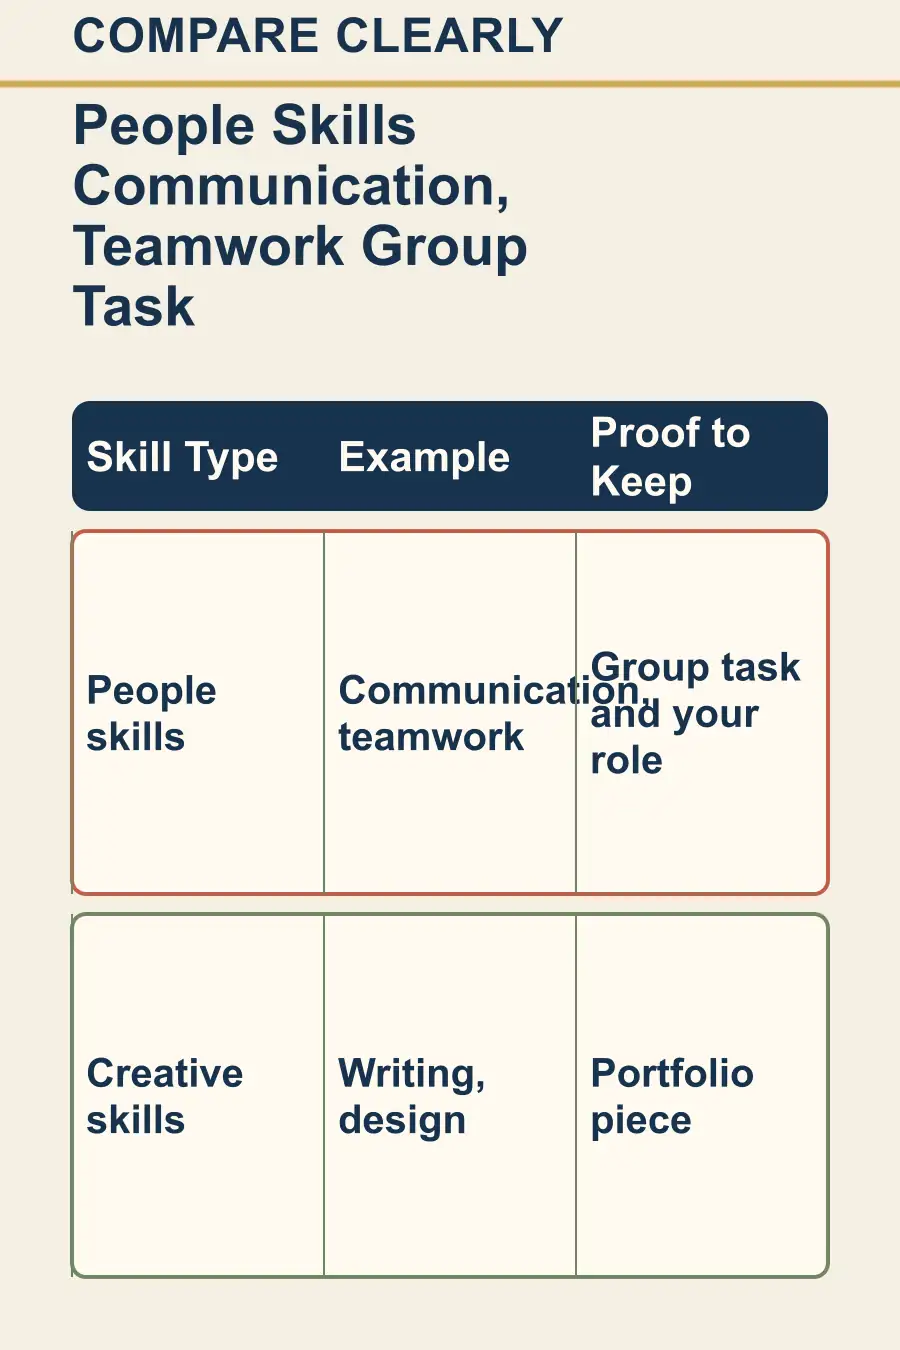 COMPARE CLEARLY
People Skills
Communication,
Teamwork Group
Task
Skill Type
Example
Proof to
Keep
People
skills
Communication,
teamwork
Group task
and your
role
Creative
skills
Writing,
design
Portfolio
piece